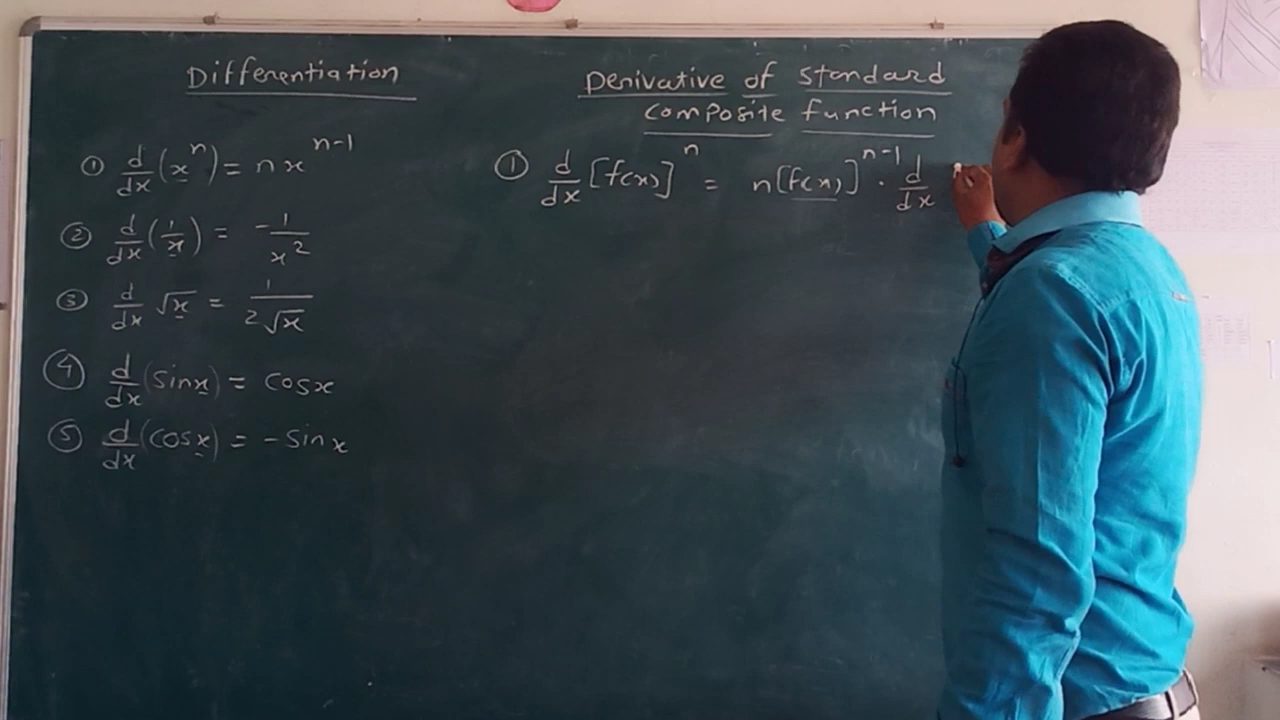 Differentiation
① d/dx (xⁿ) = nxⁿ⁻¹
② d/dx (1/x) = -1/x²
③ d/dx √x = 1/2√x
④ d/dx (sinx) = cosx
⑤ d/dx (cosx) = -sinx
Derivative of standard
composite function
① d/dx [f(x)]ⁿ = n[f(x)]ⁿ⁻¹ · d/dx